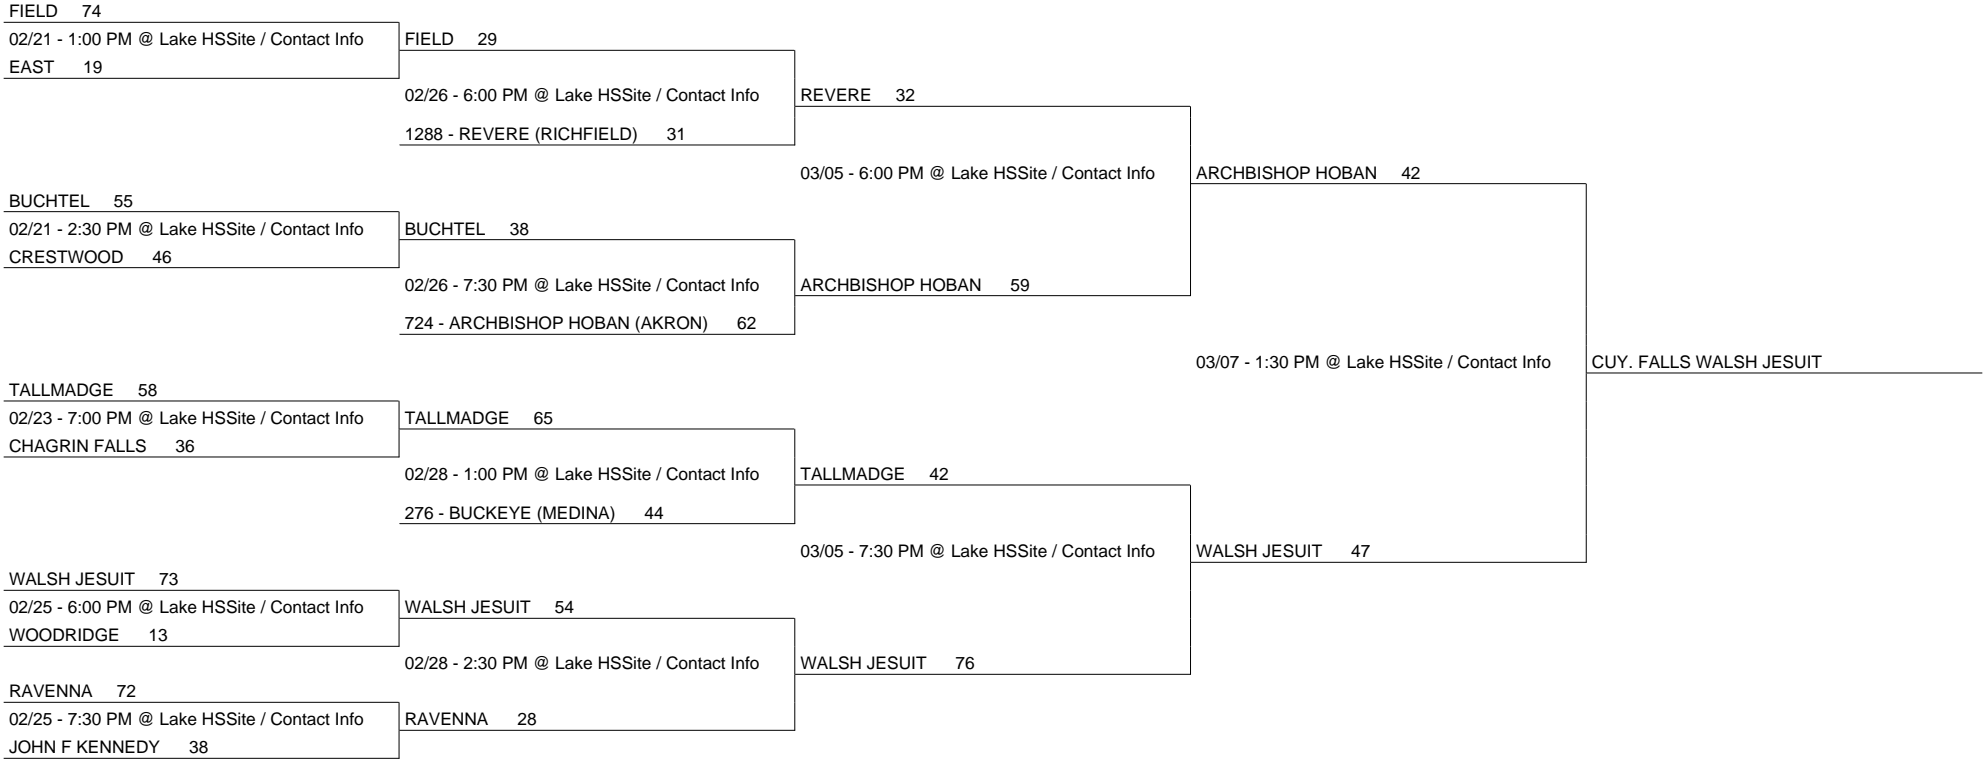 FIELD 74
02/21 - 1:00 PM @ Lake HSSite / Contact Info
EAST 19
FIELD 29
02/26 - 6:00 PM @ Lake HSSite / Contact Info
1288 - REVERE (RICHFIELD) 31
REVERE 32
03/05 - 6:00 PM @ Lake HSSite / Contact Info
BUCHTEL 55
02/21 - 2:30 PM @ Lake HSSite / Contact Info
CRESTWOOD 46
BUCHTEL 38
02/26 - 7:30 PM @ Lake HSSite / Contact Info
724 - ARCHBISHOP HOBAN (AKRON) 62
ARCHBISHOP HOBAN 59
ARCHBISHOP HOBAN 42
03/07 - 1:30 PM @ Lake HSSite / Contact Info
CUY. FALLS WALSH JESUIT
TALLMADGE 58
02/23 - 7:00 PM @ Lake HSSite / Contact Info
CHAGRIN FALLS 36
TALLMADGE 65
02/28 - 1:00 PM @ Lake HSSite / Contact Info
276 - BUCKEYE (MEDINA) 44
TALLMADGE 42
03/05 - 7:30 PM @ Lake HSSite / Contact Info
WALSH JESUIT 47
WALSH JESUIT 73
02/25 - 6:00 PM @ Lake HSSite / Contact Info
WOODRIDGE 13
WALSH JESUIT 54
02/28 - 2:30 PM @ Lake HSSite / Contact Info
WALSH JESUIT 76
RAVENNA 72
02/25 - 7:30 PM @ Lake HSSite / Contact Info
JOHN F KENNEDY 38
RAVENNA 28